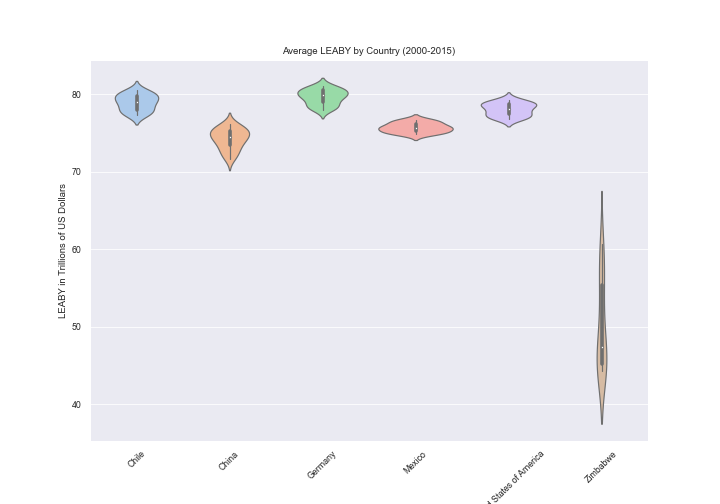 Average LEABY by Country (2000-2015)
LEABY in Trillions of US Dollars
80
70
60
50
40
Chile
China
Germany
Mexico
States of America
Zimbabwe